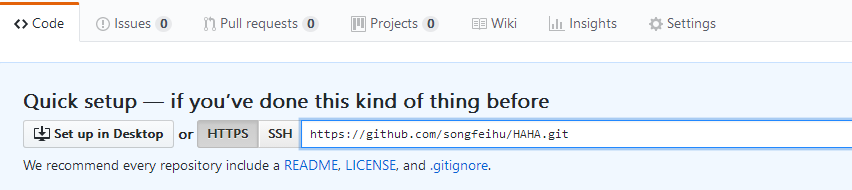 Code Issues 0 Pull requests 0 Projects 0 Wiki Insights Settings
Quick setup — if you’ve done this kind of thing before
Set up in Desktop or HTTPS SSH https://github.com/songfeihu/HAHA.git
We recommend every repository include a README, LICENSE, and .gitignore.